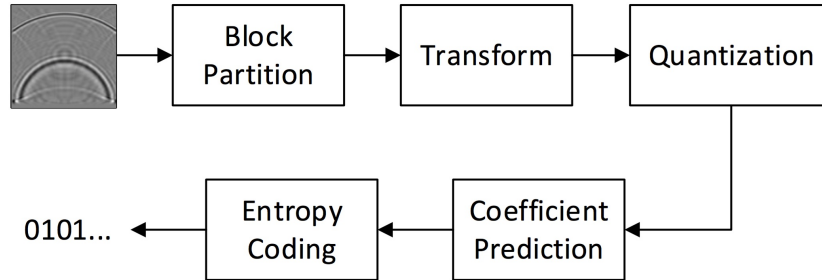 Block
Partition
Transform
Quantization
Coefficient
Prediction
Entropy
Coding
0101...